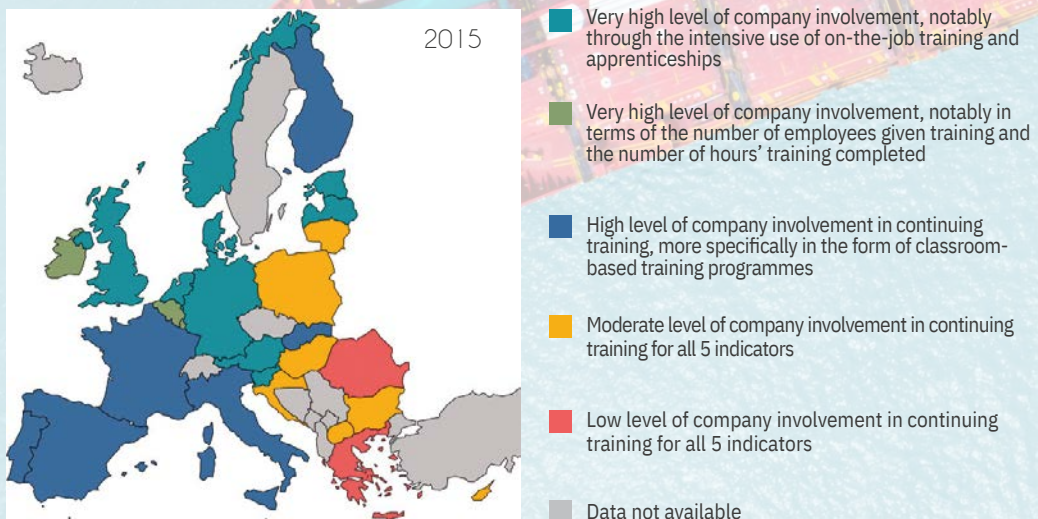 2015
Very high level of company involvement, notably
through the intensive use of on-the-job training and
apprenticeships
Very high level of company involvement, notably in
terms of the number of employees given training and
the number of hours’ training completed
High level of company involvement in continuing
training, more specifically in the form of classroom-
based training programmes
Moderate level of company involvement in continuing
training for all 5 indicators
Low level of company involvement in continuing
training for all 5 indicators
Data not available